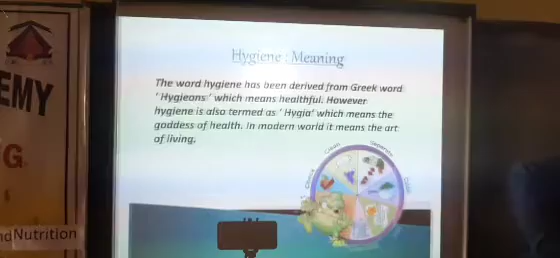 Hygiene : Meaning
The word hygiene has been derived from Greek word
' Hygieons ' which means healthful. However
hygiene is also termed as ' Hygia' which means the
goddess of health. In modern world it means the art
of living.
Clean
Separate
EMY
G
Nutrition